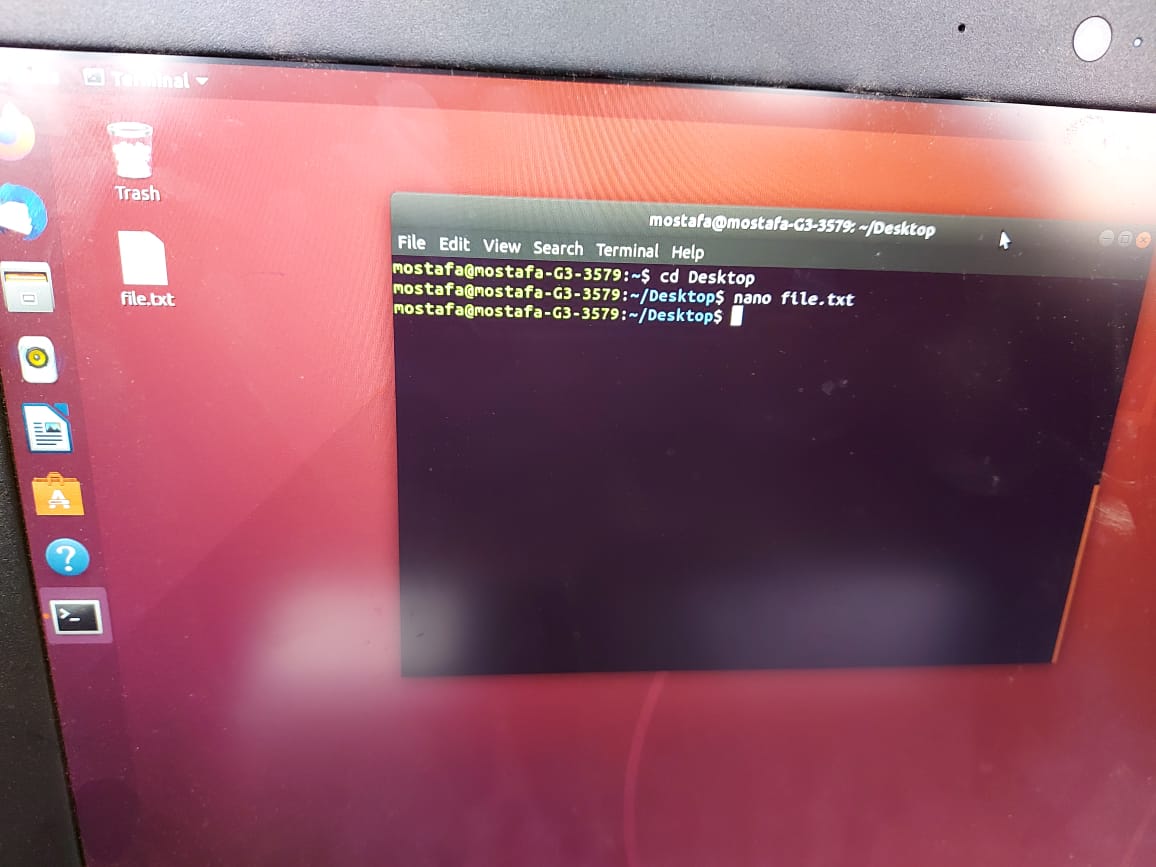 Terminal
Trash
file.txt
mostafa@mostafa-G3-3579: ~/Desktop
File Edit View Search Terminal Help
mostafa@mostafa-G3-3579:~$ cd Desktop
mostafa@mostafa-G3-3579:~/Desktop$ nano file.txt
mostafa@mostafa-G3-3579:~/Desktop$